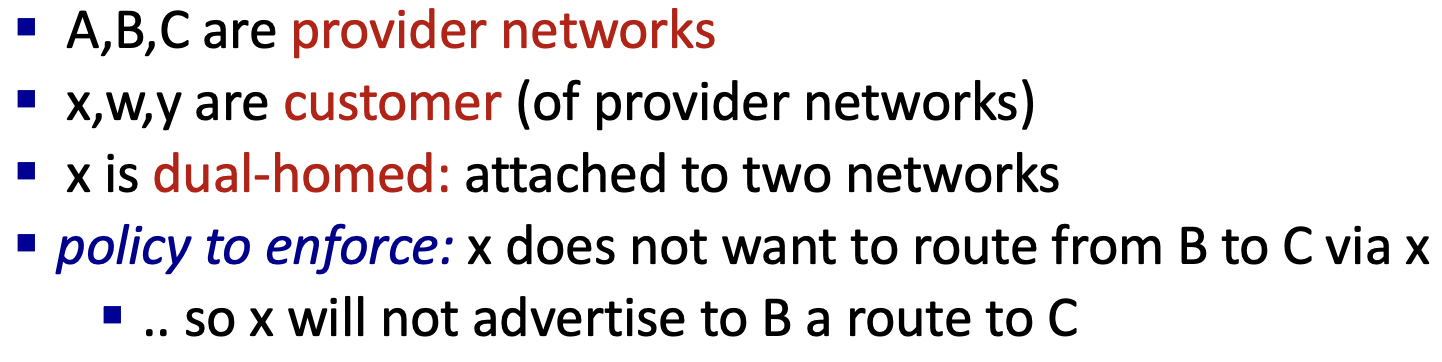 ▪ A,B,C are provider networks
▪ x,w,y are customer (of provider networks)
▪ x is dual-homed: attached to two networks
▪ policy to enforce: x does not want to route from B to C via x
▪ .. so x will not advertise to B a route to C